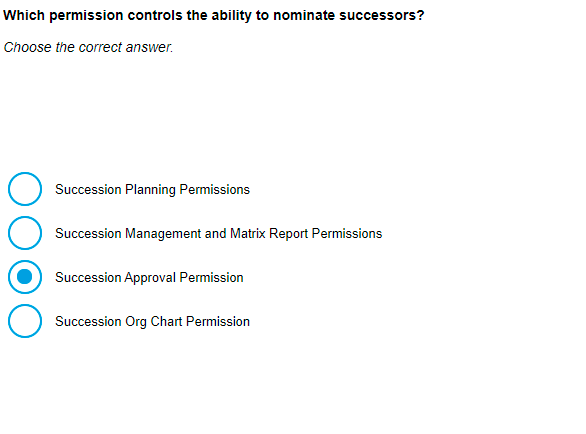 Which permission controls the ability to nominate successors?
Choose the correct answer.
Succession Planning Permissions
Succession Management and Matrix Report Permissions
Succession Approval Permission
Succession Org Chart Permission